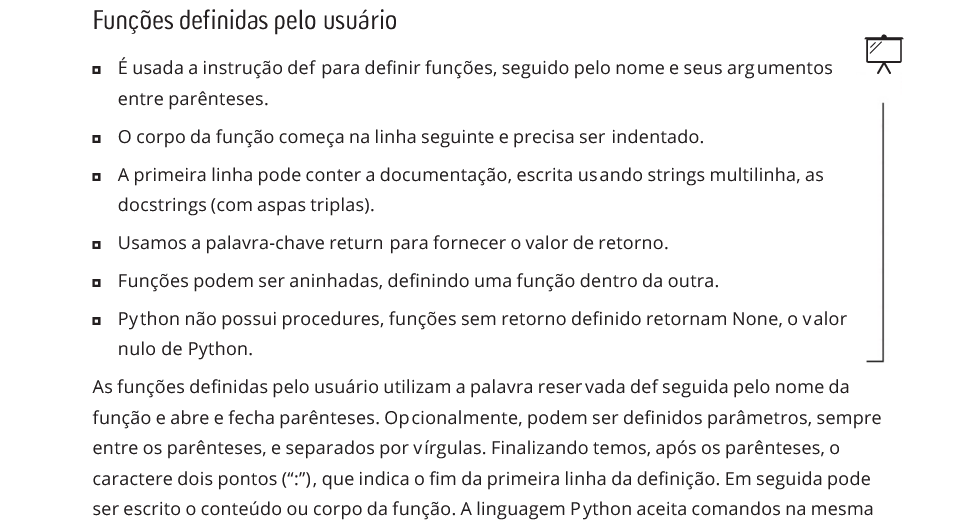 Funções definidas pelo usuário
É usada a instrução def para definir funções, seguido pelo nome e seus argumentos
entre parênteses.
O corpo da função começa na linha seguinte e precisa ser indentado.
A primeira linha pode conter a documentação, escrita usando strings multilinha, as
docstrings (com aspas triplas).
Usamos a palavra-chave return para fornecer o valor de retorno.
Funções podem ser aninhadas, definindo uma função dentro da outra.
Python não possui procedures, funções sem retorno definido retornam None, o valor
nulo de Python.
As funções definidas pelo usuário utilizam a palavra reservada def seguida pelo nome da
função e abre e fecha parênteses. Opcionalmente, podem ser definidos parâmetros, sempre
entre os parênteses, e separados por vírgulas. Finalizando temos, após os parênteses, o
caractere dois pontos (“:”), que indica o fim da primeira linha da definição. Em seguida pode
ser escrito o conteúdo ou corpo da função. A linguagem Python aceita comandos na mesma